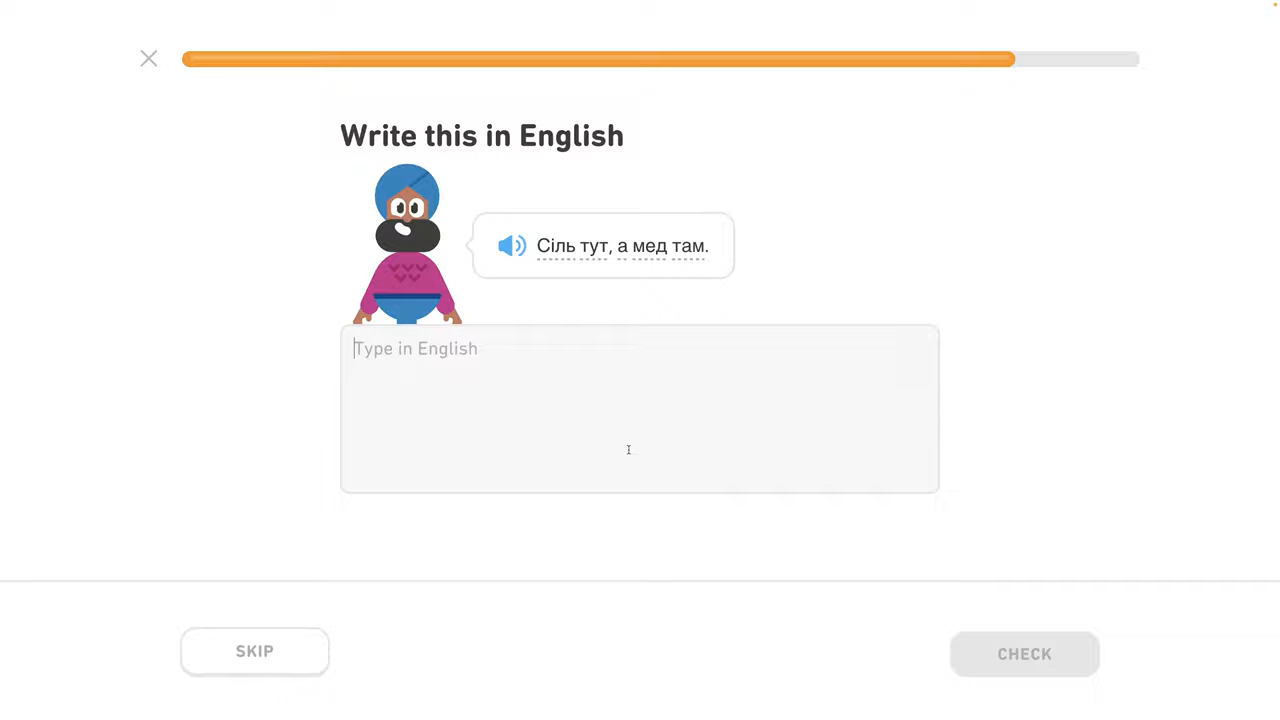 Write this in English
Сіль тут, а мед там.
Type in English
SKIP
CHECK